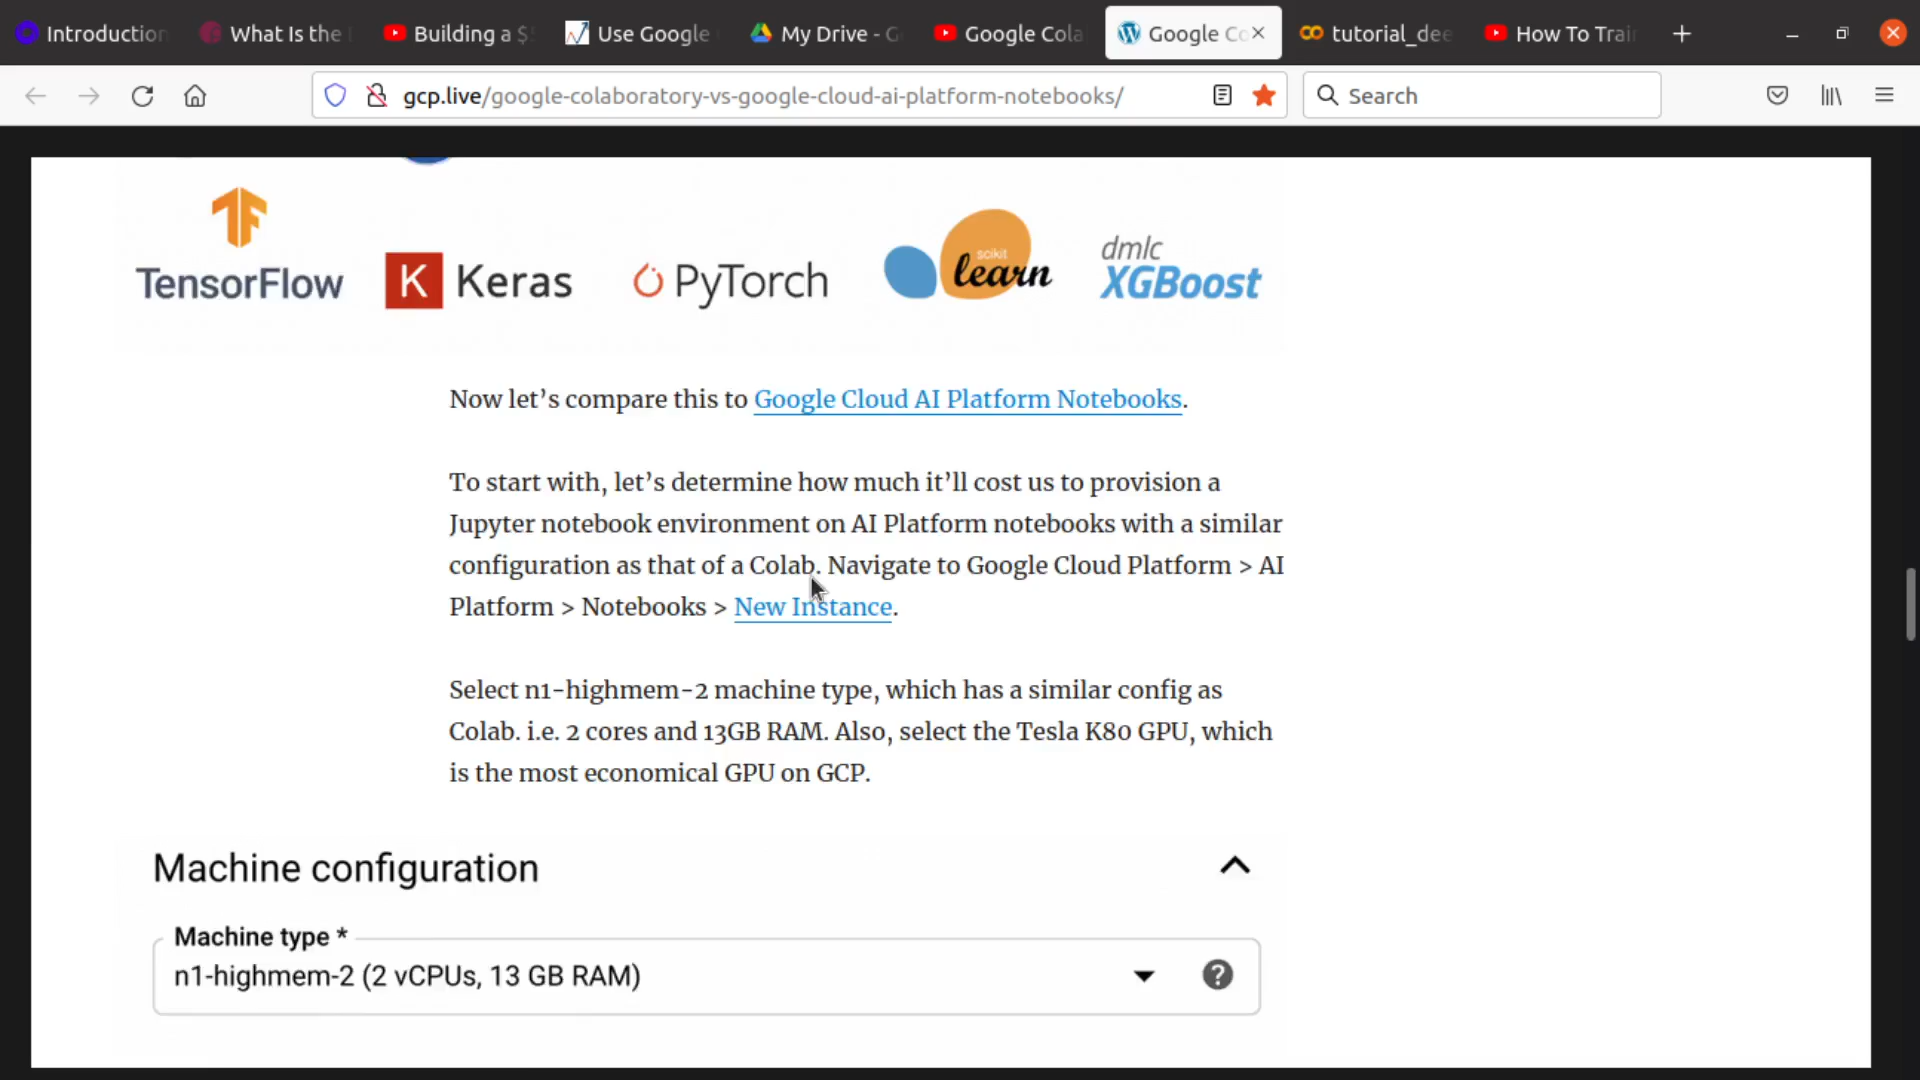 Introduction
What Is the
Building a $
Use Google
My Drive - G
Google Cola
Google Co
tutorial_dee
How To Trai
gcp.live/google-colaboratory-vs-google-cloud-ai-platform-notebooks/
Search
TensorFlow
K Keras
PyTorch
scikit
learn
dmlc
XGBoost
Now let’s compare this to Google Cloud AI Platform Notebooks.
To start with, let’s determine how much it’ll cost us to provision a
Jupyter notebook environment on AI Platform notebooks with a similar
configuration as that of a Colab. Navigate to Google Cloud Platform > AI
Platform > Notebooks > New Instance.
Select n1-highmem-2 machine type, which has a similar config as
Colab. i.e. 2 cores and 13GB RAM. Also, select the Tesla K80 GPU, which
is the most economical GPU on GCP.
Machine configuration
Machine type *
n1-highmem-2 (2 vCPUs, 13 GB RAM)